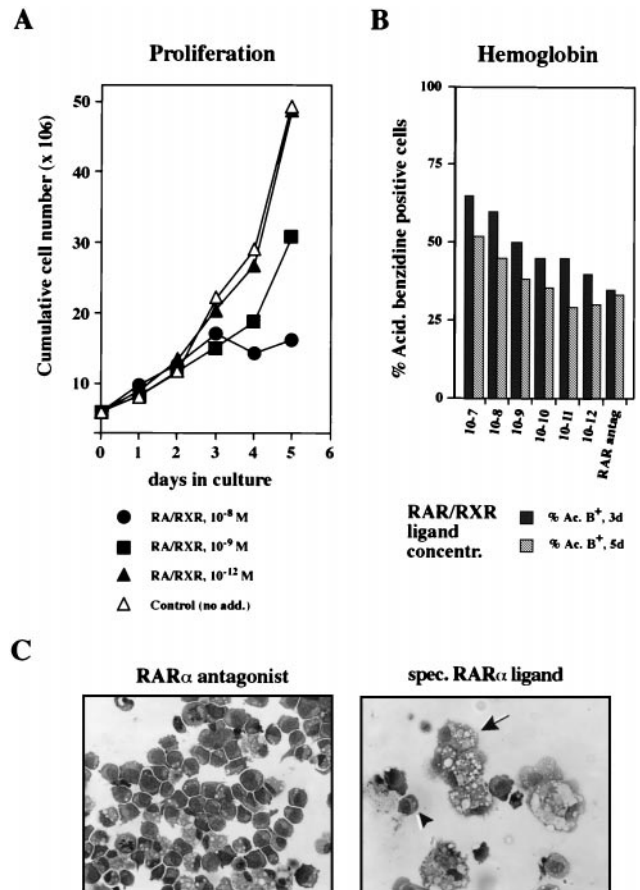 A
Proliferation
Cumulative cell number (x 106)
50
40
30
20
10
0 1 2 3 4 5 6
days in culture
RA/RXR, 10⁻⁸ M
RA/RXR, 10⁻⁹ M
RA/RXR, 10⁻¹² M
Control (no add.)
B
Hemoglobin
% Acid. benzidine positive cells
100
75
50
25
0
10-7 10-8 10-9 10-10 10-11 10-12 RAR antag
RAR/RXR
ligand
concentr.
% Ac. B⁺, 3d
% Ac. B⁺, 5d
C
RARα antagonist
spec. RARα ligand